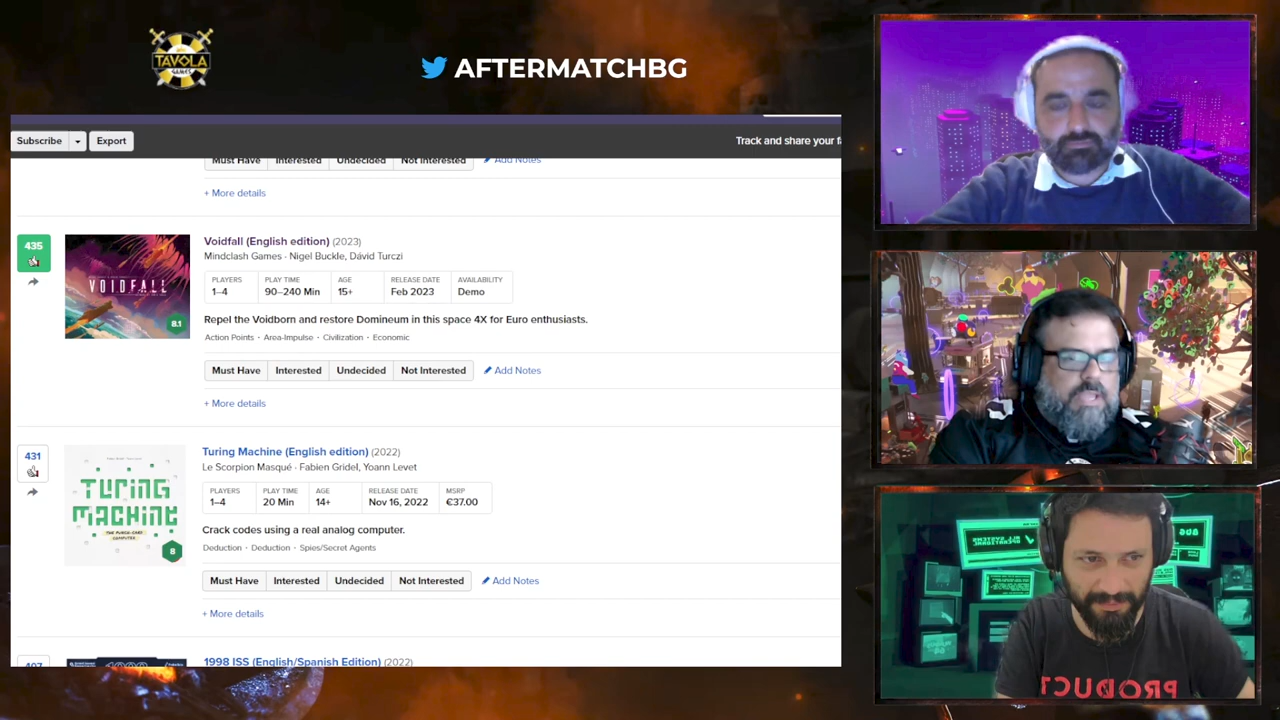 TAVOLA
GAMES
AFTERMATCHBG
Subscribe
Export
Track and share your f
Must Have
Interested
Undecided
Not Interested
Add Notes
+ More details
435
VOIDFALL
8.1
Voidfall (English edition) (2023)
Mindclash Games · Nigel Buckle, Dávid Turczi
PLAYERS
1–4
PLAY TIME
90–240 Min
AGE
15+
RELEASE DATE
Feb 2023
AVAILABILITY
Demo
Repel the Voidborn and restore Domineum in this space 4X for Euro enthusiasts.
Action Points · Area-Impulse · Civilization · Economic
Must Have
Interested
Undecided
Not Interested
Add Notes
+ More details
431
TURING
MACHINE
THE PUNCH-CARD
COMPUTER
8
Turing Machine (English edition) (2022)
Le Scorpion Masqué · Fabien Gridel, Yoann Levet
PLAYERS
1–4
PLAY TIME
20 Min
AGE
14+
RELEASE DATE
Nov 16, 2022
MSRP
€37.00
Crack codes using a real analog computer.
Deduction · Deduction · Spies/Secret Agents
Must Have
Interested
Undecided
Not Interested
Add Notes
+ More details
1998 ISS (English/Spanish Edition) (2022)
ALL SYSTEMS
PRODUCT